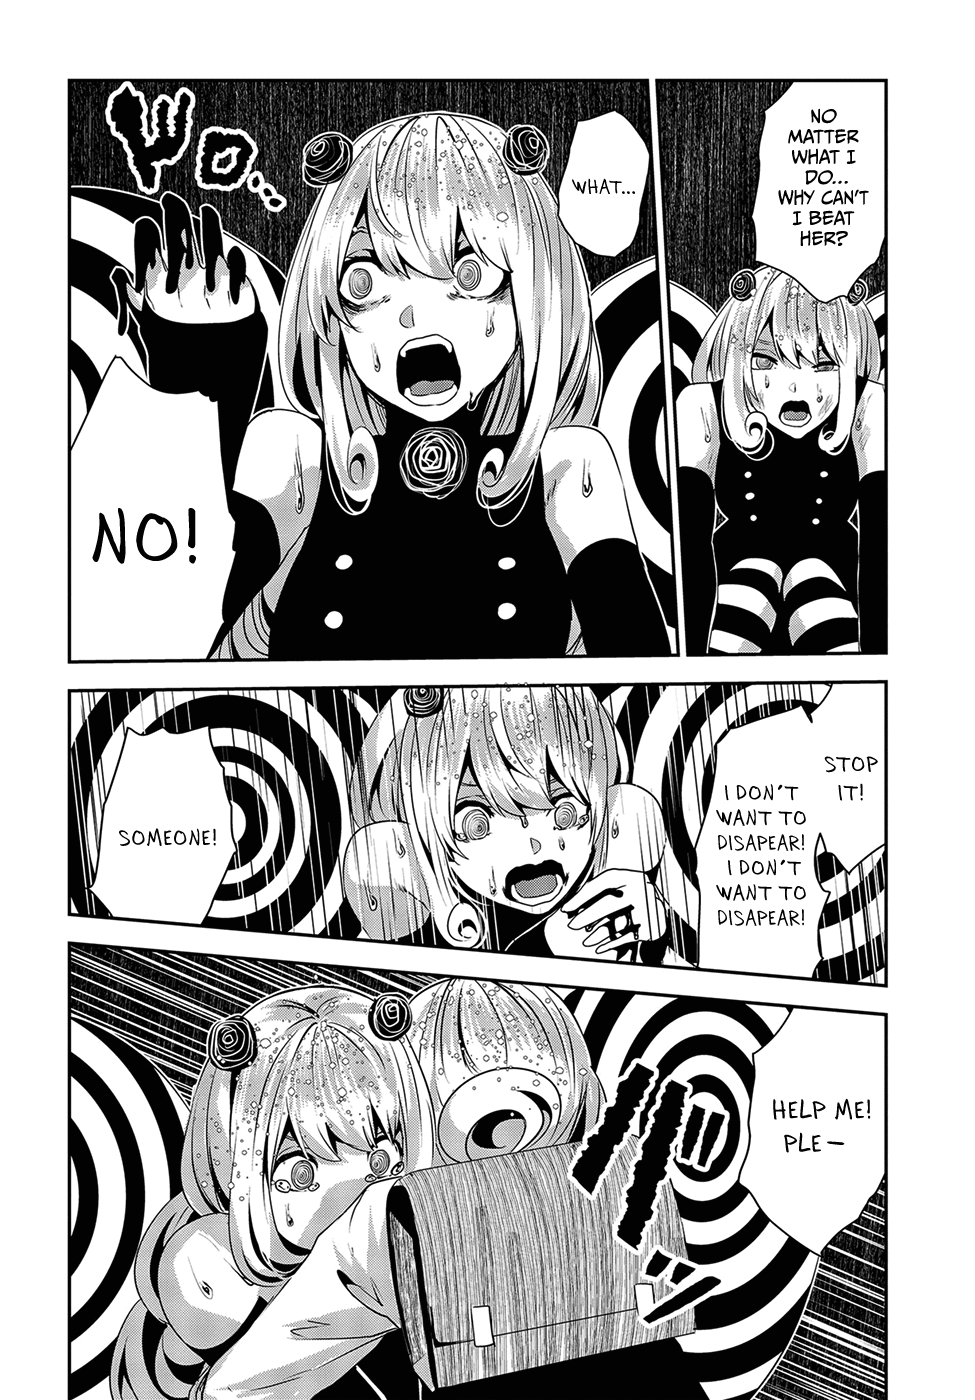 NO
MATTER
WHAT I
DO...
WHY CAN'T
I BEAT
HER?
WHAT...
NO!
STOP
IT!
I DON'T
WANT TO
DISAPEAR!
I DON'T
WANT TO
DISAPEAR!
SOMEONE!
HELP ME!
PLE—